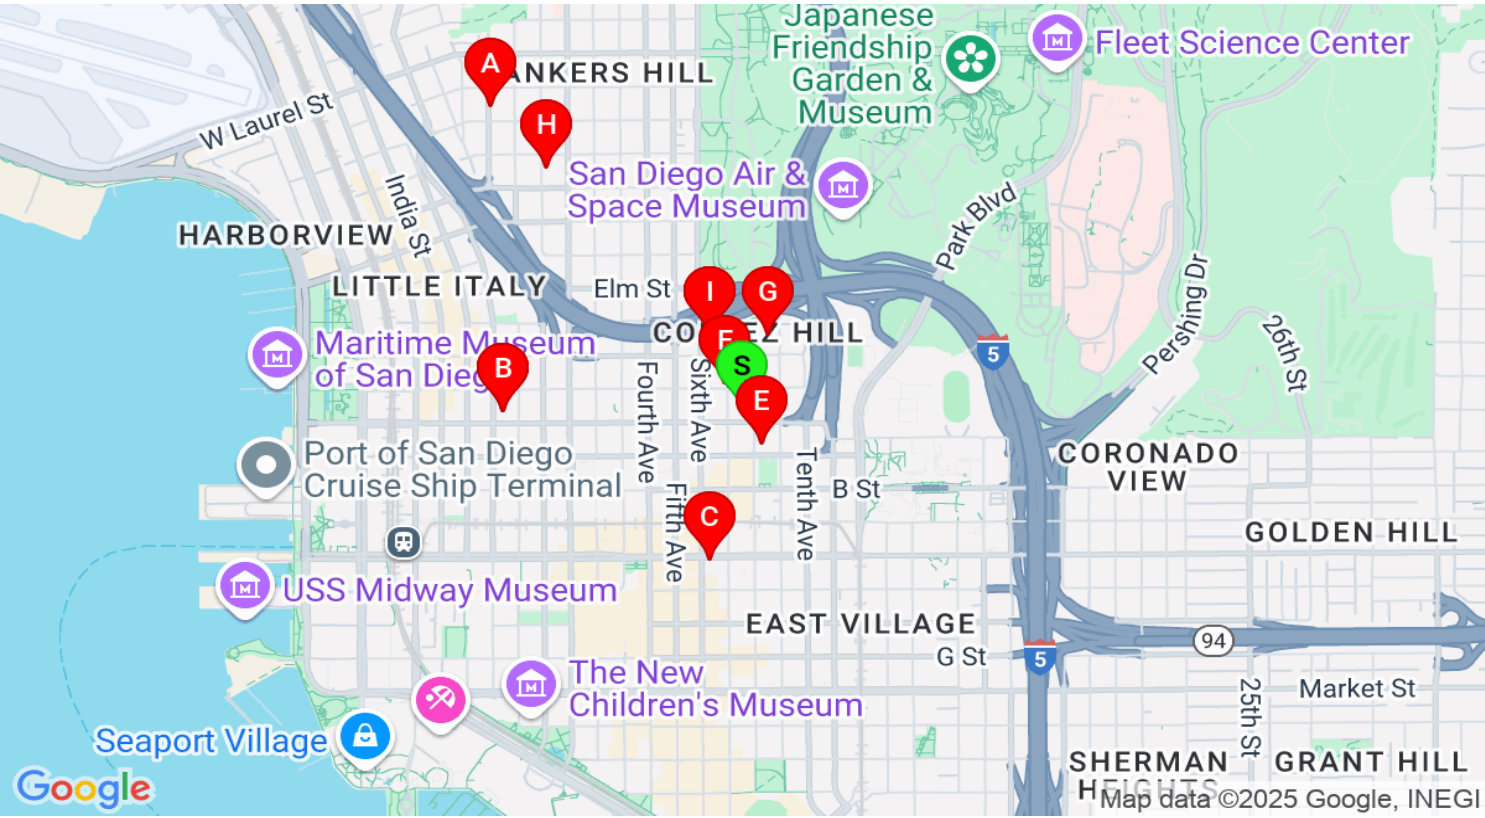 Japanese
Friendship
Garden &
Museum
Fleet Science Center
A
ANKERS HILL
H
W Laurel St
San Diego Air &
Space Museum
India St
Park Blvd
HARBORVIEW
LITTLE ITALY
Elm St
I
G
Pershing Dr
26th St
CO EZ HILL
Maritime Museum
of San Dieg
B
S
E
5
Fourth Ave
Sixth Ave
Port of San Diego
Cruise Ship Terminal
Fifth Ave
Tenth Ave
B St
CORONADO
VIEW
C
GOLDEN HILL
USS Midway Museum
EAST VILLAGE
G St
5
94
The New
Children's Museum
Market St
25th St
Seaport Village
SHERMAN
GRANT HILL
Google
Map data ©2025 Google, INEGI